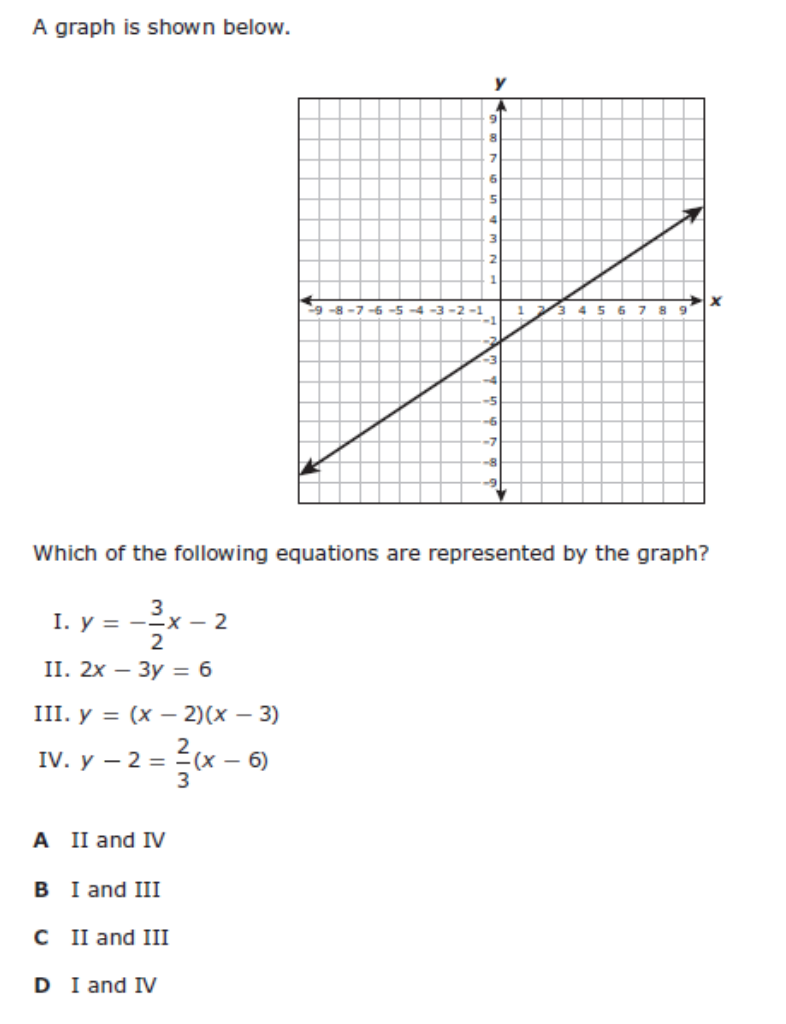 A graph is shown below.
y
9
8
7
6
5
4
3
2
1
-9 -8 -7 -6 -5 -4 -3 -2 -1 1 2 3 4 5 6 7 8 9 x
-1
-2
-3
-4
-5
-6
-7
-8
-9
Which of the following equations are represented by the graph?
I. y = -3/2x - 2
II. 2x - 3y = 6
III. y = (x - 2)(x - 3)
IV. y - 2 = 2/3(x - 6)
A II and IV
B I and III
C II and III
D I and IV